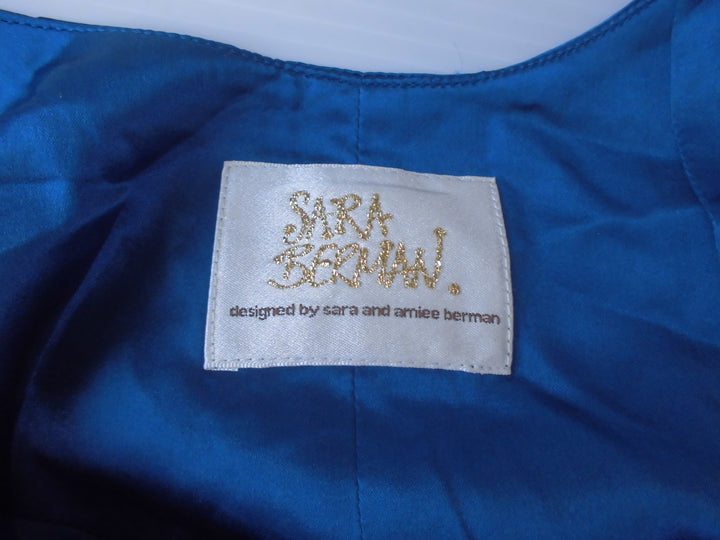 SARA
BERMAN.
designed by sara and amiee berman